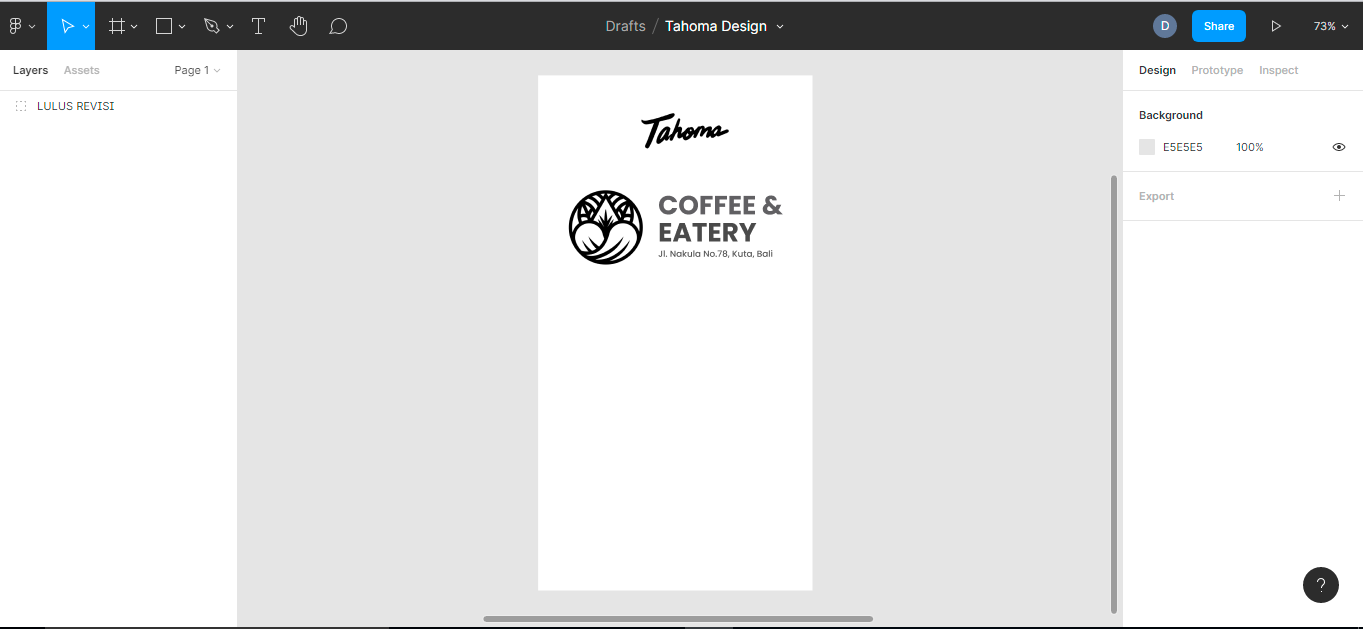 Drafts / Tahoma Design
D
Share
73%
Layers
Assets
Page 1
LULUS REVISI
Tahoma
COFFEE &
EATERY
Jl. Nakula No.78, Kuta, Bali
Design
Prototype
Inspect
Background
E5E5E5
100%
Export
?